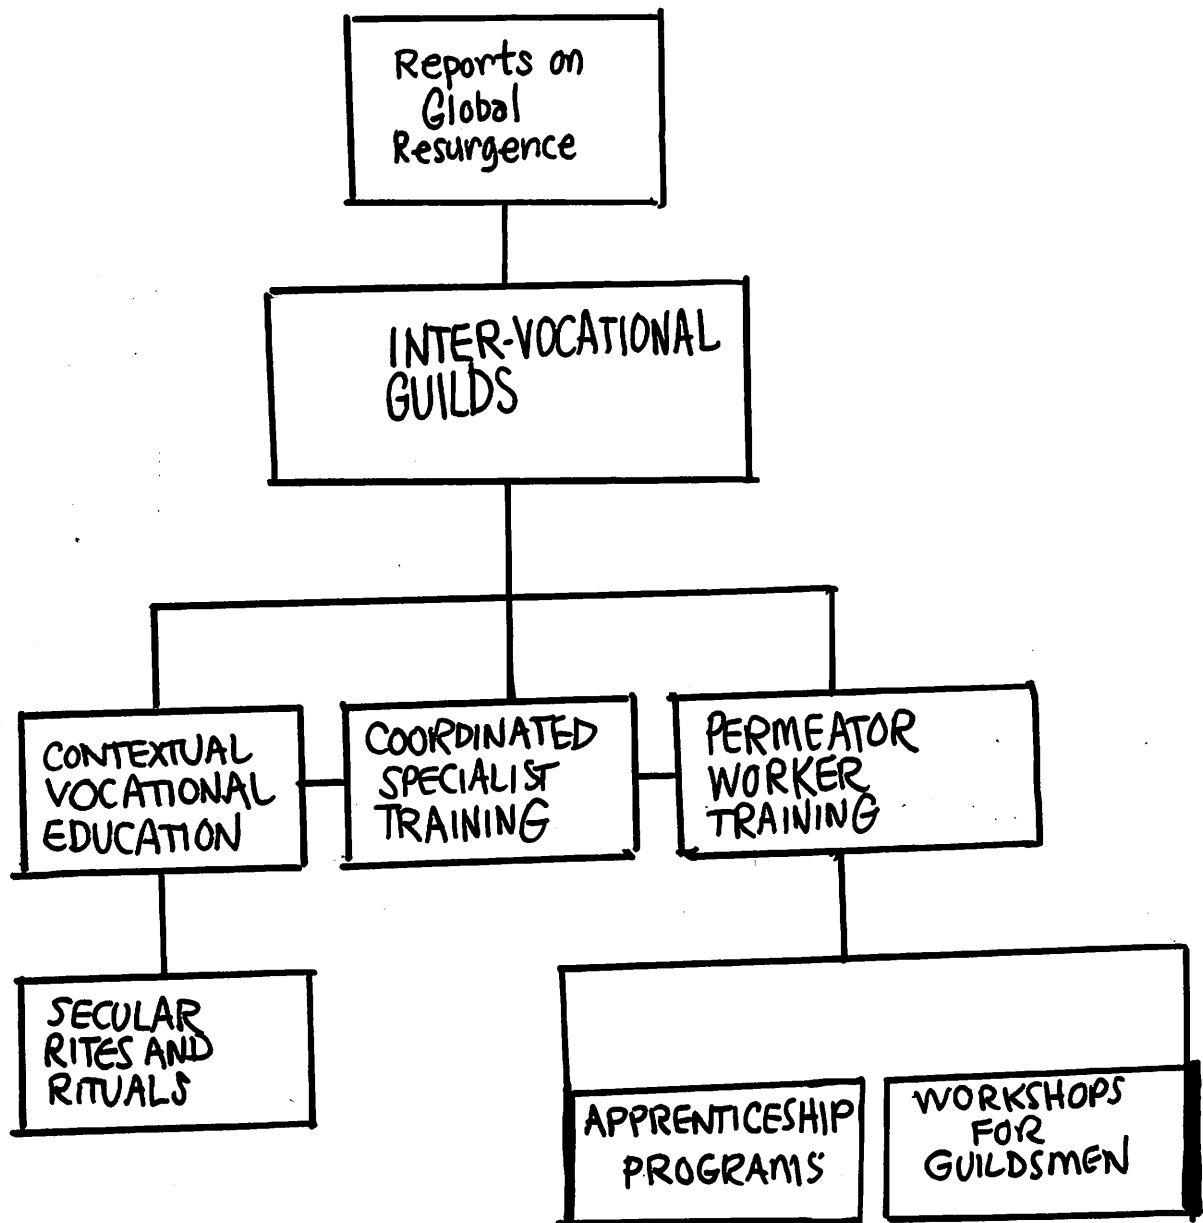 Reports on
Global
Resurgence
INTER-VOCATIONAL
GUILDS
CONTEXTUAL
VOCATIONAL
EDUCATION
COORDINATED
SPECIALIST
TRAINING
PERMEATOR
WORKER
TRAINING
SECULAR
RITES AND
RITUALS
APPRENTICESHIP
PROGRAMS
WORKSHOPS
FOR
GUILDSMEN